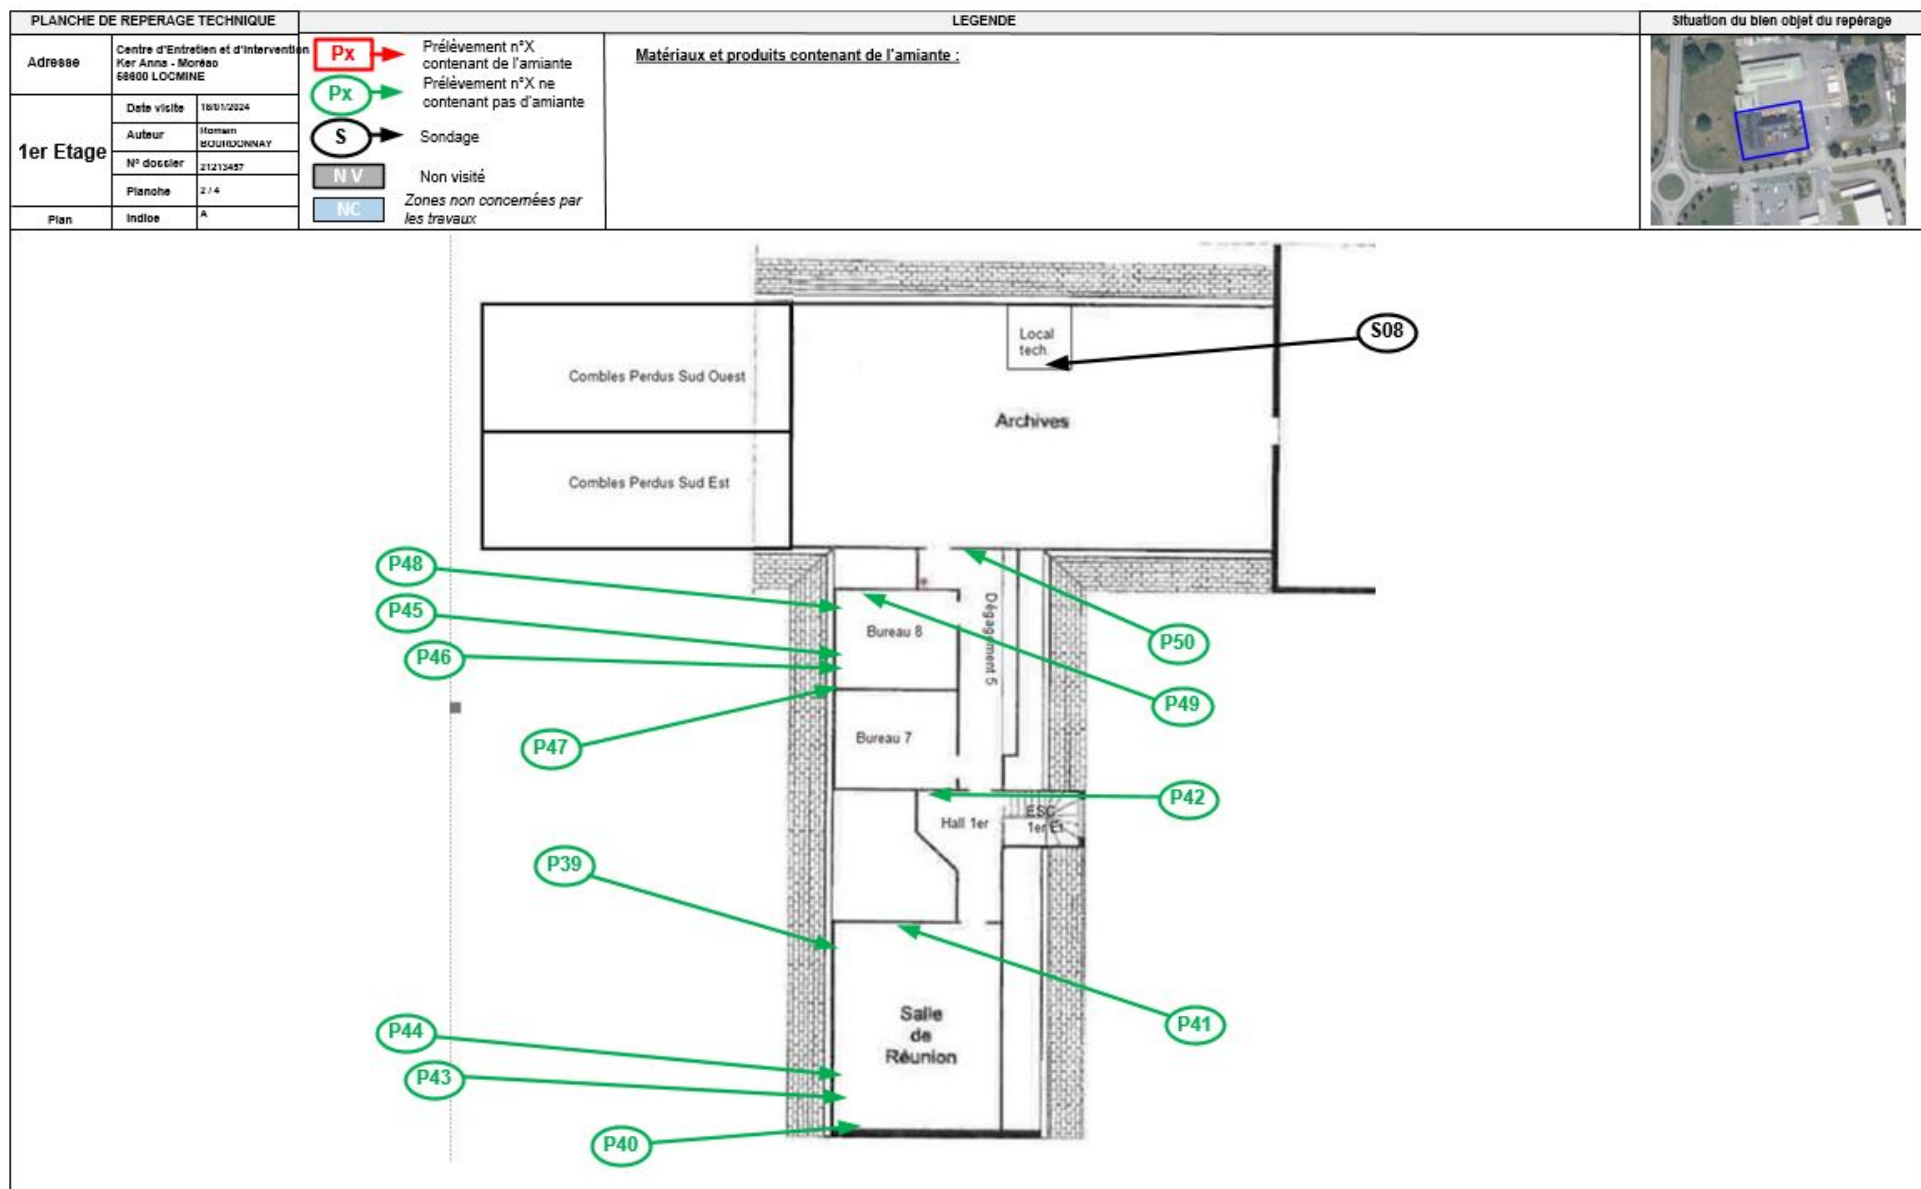 PLANCHE DE REPERAGE TECHNIQUE
LEGENDE
Situation du bien objet du repérage
Adresse
Centre d'Entretien et d'Intervention
Ker Anna - Moréac
56600 LOCMINE
1er Etage
Date visite
18/01/2024
Auteur
Romain
BOURDONNAY
N° dossier
21213457
Planche
2 / 4
Plan
Indice
A
Px
Prélèvement n°X
contenant de l'amiante
Px
Prélèvement n°X ne
contenant pas d'amiante
S
Sondage
N V
Non visité
NC
Zones non concernées par
les travaux
Matériaux et produits contenant de l'amiante :
Local
tech.
S08
Combles Perdus Sud Ouest
Archives
Combles Perdus Sud Est
P48
P45
P46
P47
Bureau 8
Dégagement 5
P50
P49
Bureau 7
P42
Hall 1er
ESC
1er Et
P39
P41
Salle
de
Réunion
P44
P43
P40